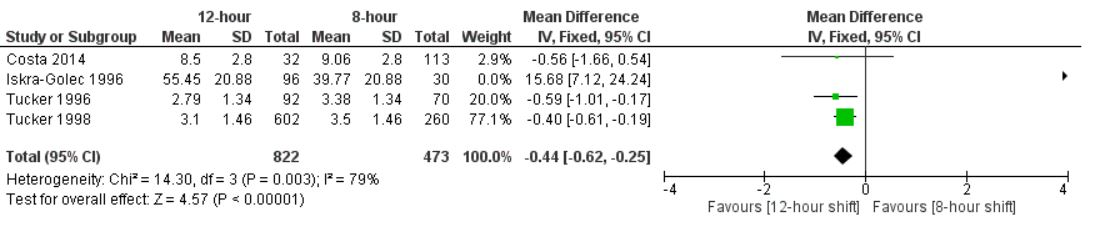 12-hour 8-hour Mean Difference Mean Difference
Study or Subgroup Mean SD Total Mean SD Total Weight IV, Fixed, 95% CI IV, Fixed, 95% CI
Costa 2014 8.5 2.8 32 9.06 2.8 113 2.9% -0.56 [-1.66, 0.54]
Iskra-Golec 1996 55.45 20.88 96 39.77 20.88 30 0.0% 15.68 [7.12, 24.24]
Tucker 1996 2.79 1.34 92 3.38 1.34 70 20.0% -0.59 [-1.01, -0.17]
Tucker 1998 3.1 1.46 602 3.5 1.46 260 77.1% -0.40 [-0.61, -0.19]
Total (95% CI) 822 473 100.0% -0.44 [-0.62, -0.25]
Heterogeneity: Chi² = 14.30, df = 3 (P = 0.003); I² = 79%
Test for overall effect: Z = 4.57 (P < 0.00001)
-4 -2 0 2 4
Favours [12-hour shift] Favours [8-hour shift]